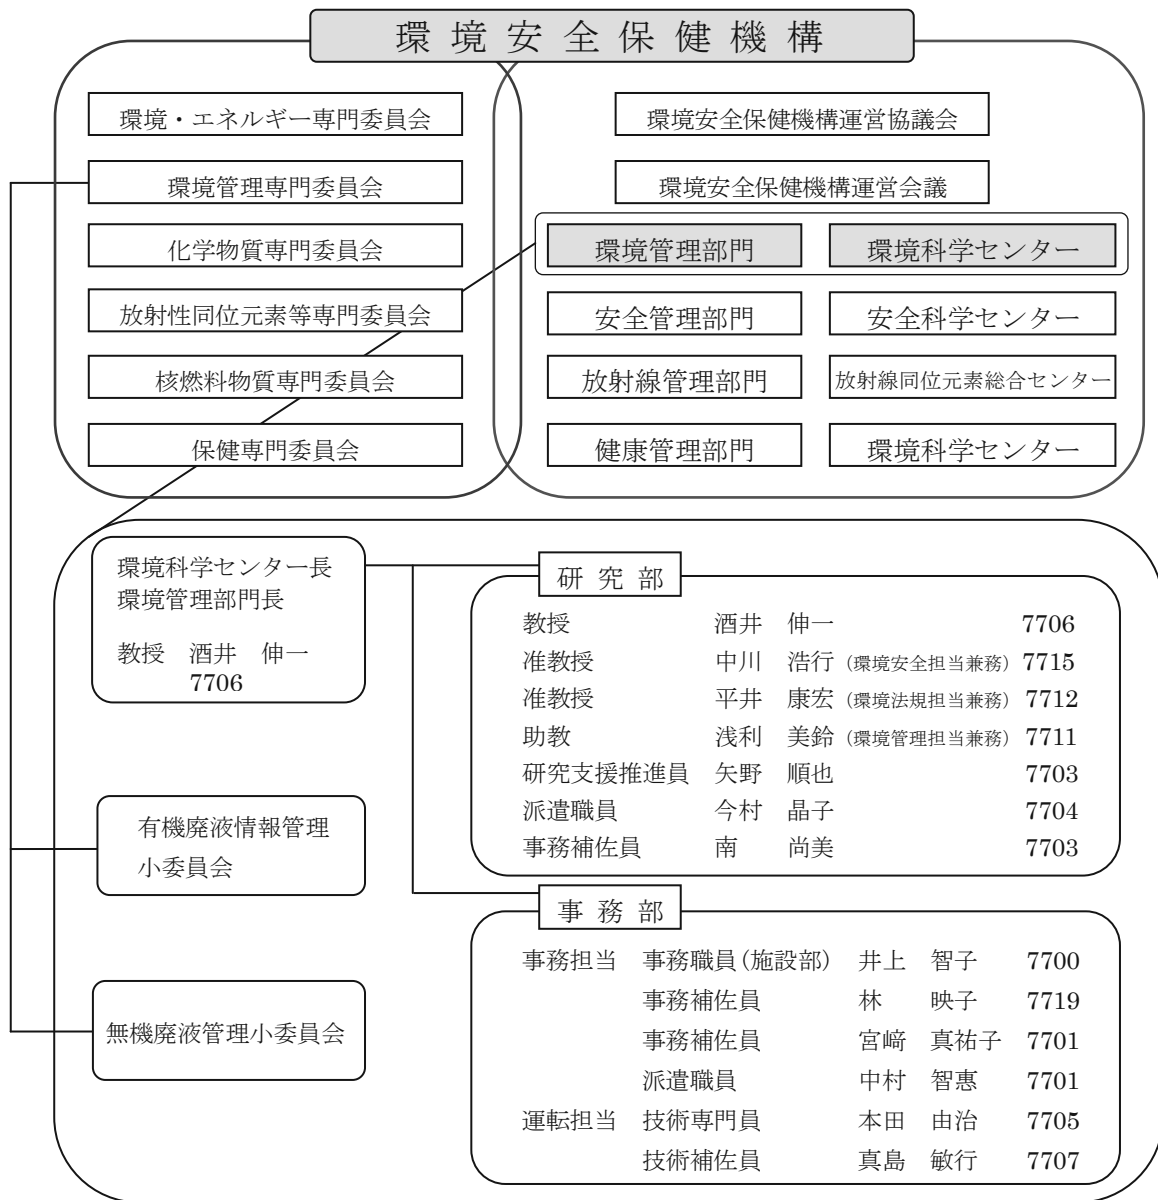 環境安全保健機構
環境・エネルギー専門委員会
環境管理専門委員会
化学物質専門委員会
放射性同位元素等専門委員会
核燃料物質専門委員会
保健専門委員会
環境安全保健機構運営協議会
環境安全保健機構運営会議
環境管理部門 環境科学センター
安全管理部門 安全科学センター
放射線管理部門 放射線同位元素総合センター
健康管理部門 環境科学センター
環境科学センター長
環境管理部門長
教授 酒井 伸一
7706
有機廃液情報管理
小委員会
無機廃液管理小委員会
研究部
教授 酒井 伸一 7706
准教授 中川 浩行(環境安全担当兼務) 7715
准教授 平井 康宏(環境法規担当兼務) 7712
助教 浅利 美鈴(環境管理担当兼務) 7711
研究支援推進員 矢野 順也 7703
派遣職員 今村 晶子 7704
事務補佐員 南 尚美 7703
事務部
事務担当 事務職員(施設部) 井上 智子 7700
事務補佐員 林 映子 7719
事務補佐員 宮﨑 真祐子 7701
派遣職員 中村 智惠 7701
運転担当 技術専門員 本田 由治 7705
技術補佐員 真島 敏行 7707